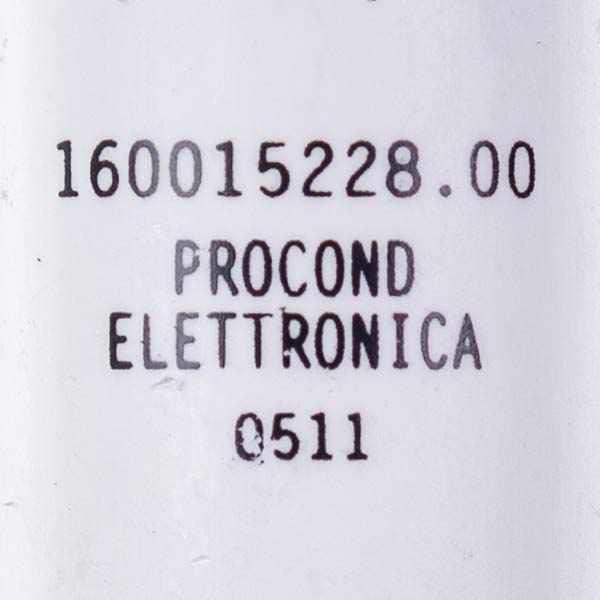 160015228.00
PROCOND
ELETTRONICA
0511